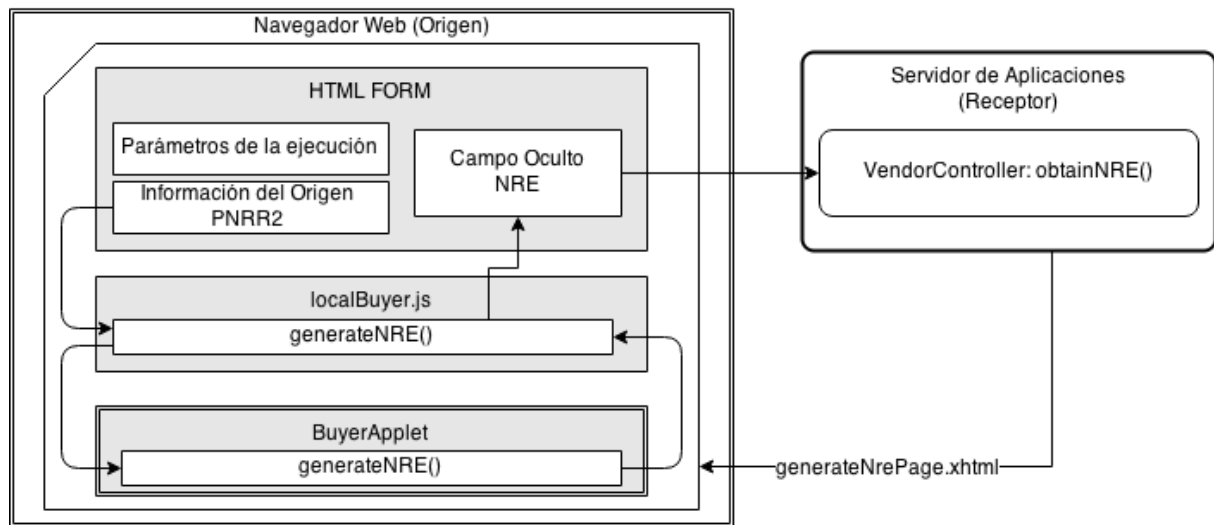 Navegador Web (Origen)
HTML FORM
Parámetros de la ejecución
Información del Origen
PNRR2
Campo Oculto
NRE
localBuyer.js
generateNRE()
BuyerApplet
generateNRE()
Servidor de Aplicaciones
(Receptor)
VendorController: obtainNRE()
generateNrePage.xhtml